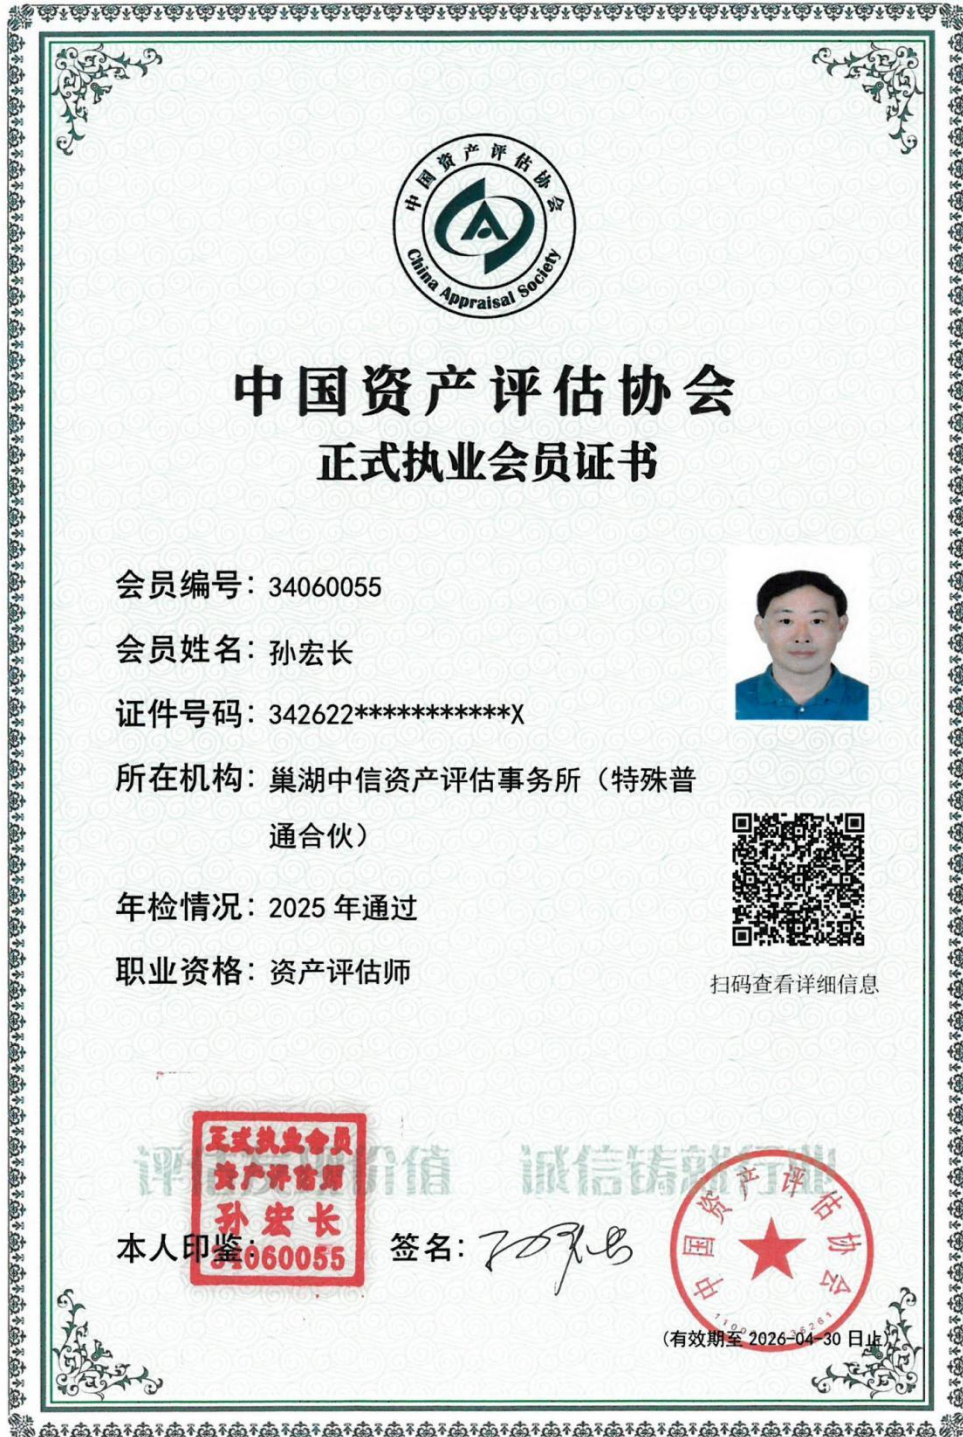 中国资产评估协会
China Appraisal Society
中国资产评估协会
正式执业会员证书
会员编号：34060055
会员姓名：孙宏长
证件号码：342622***********X
所在机构：巢湖中信资产评估事务所（特殊普
通合伙）
年检情况：2025 年通过
职业资格：资产评估师
扫码查看详细信息
正式执业会员
资产评估师
孙宏长
34060055
本人印鉴：
签名：孙宏长
中国资产评估协会
(有效期至 2026-04-30 日止)